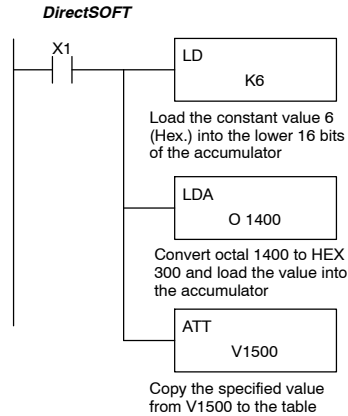 DirectSOFT
X1
LD
K6
Load the constant value 6
(Hex.) into the lower 16 bits
of the accumulator
LDA
O 1400
Convert octal 1400 to HEX
300 and load the value into
the accumulator
ATT
V1500
Copy the specified value
from V1500 to the table